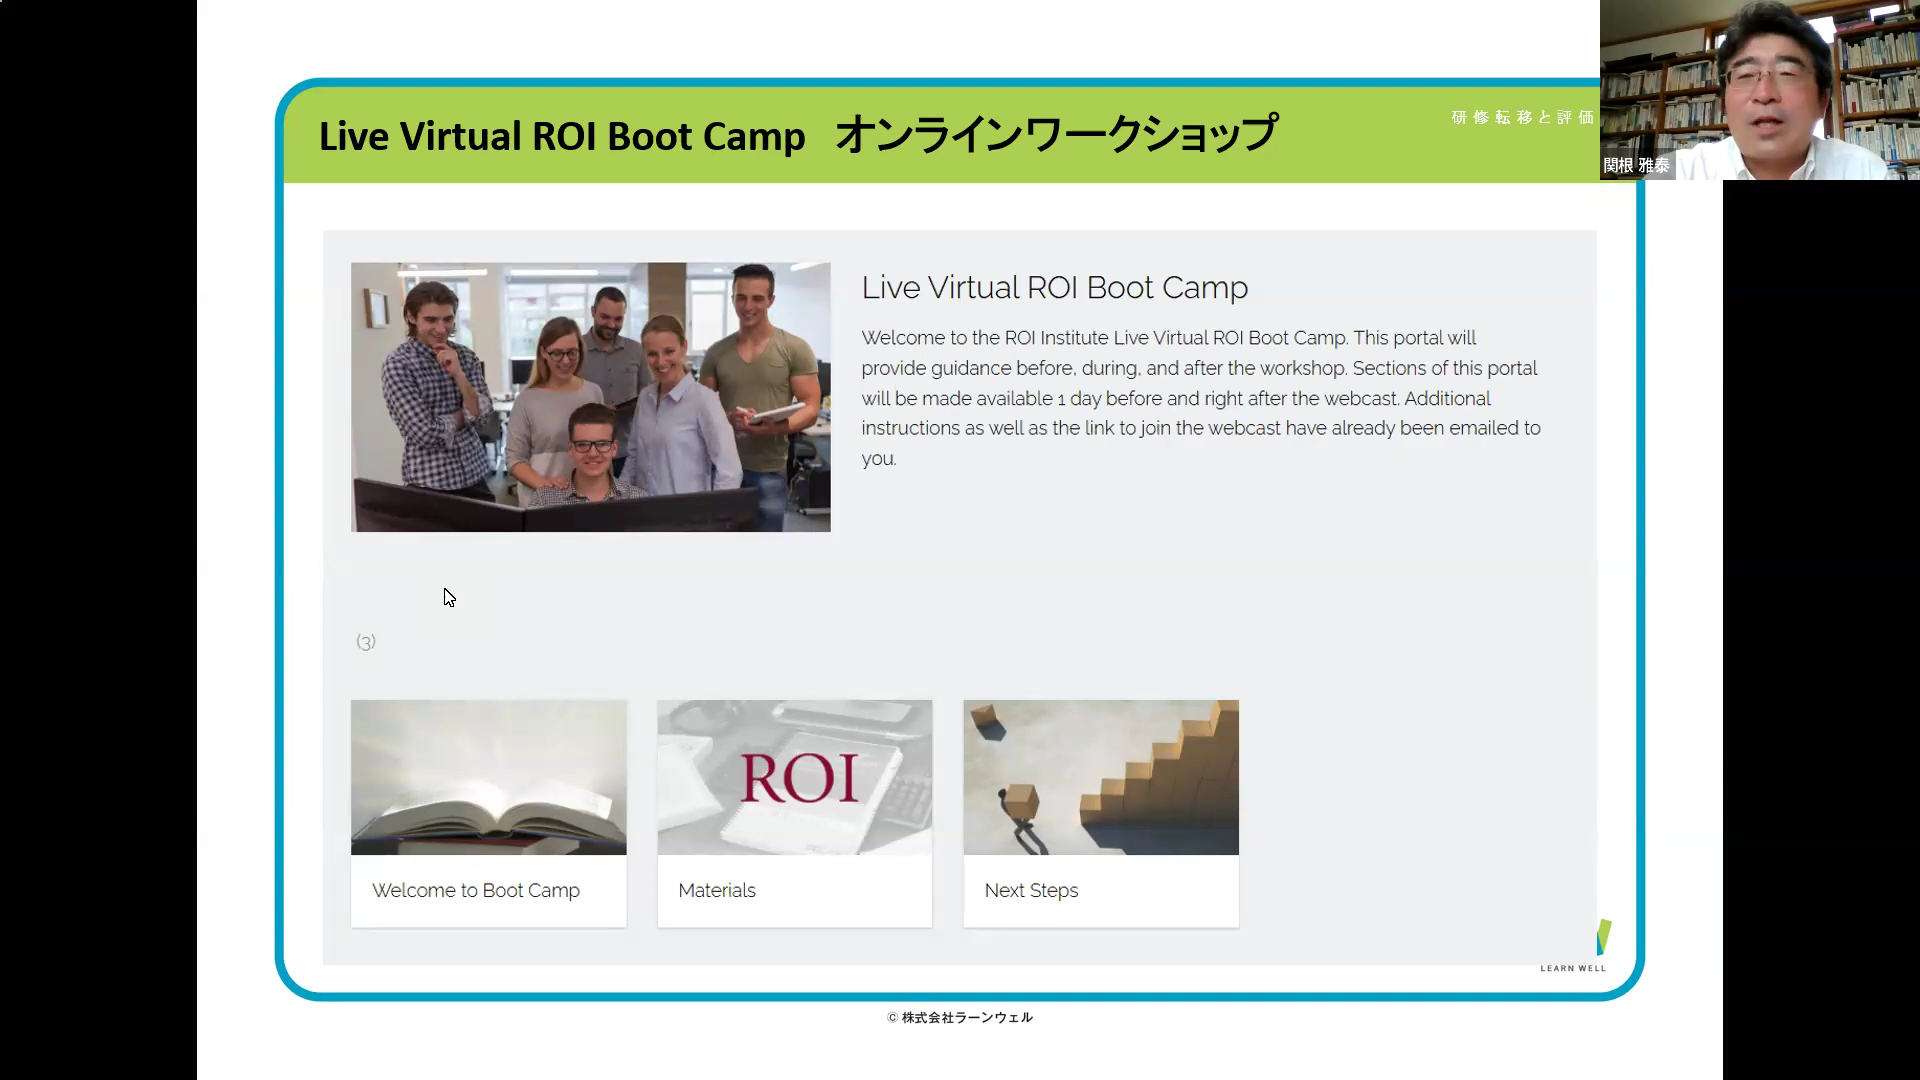 Live Virtual ROI Boot Camp オンラインワークショップ
研修転移と評価
関根 雅泰
Live Virtual ROI Boot Camp
Welcome to the ROI Institute Live Virtual ROI Boot Camp. This portal will
provide guidance before, during, and after the workshop. Sections of this portal
will be made available 1 day before and right after the webcast. Additional
instructions as well as the link to join the webcast have already been emailed to
you.
(3)
ROI
Welcome to Boot Camp
Materials
Next Steps
LEARN WELL
© 株式会社ラーンウェル